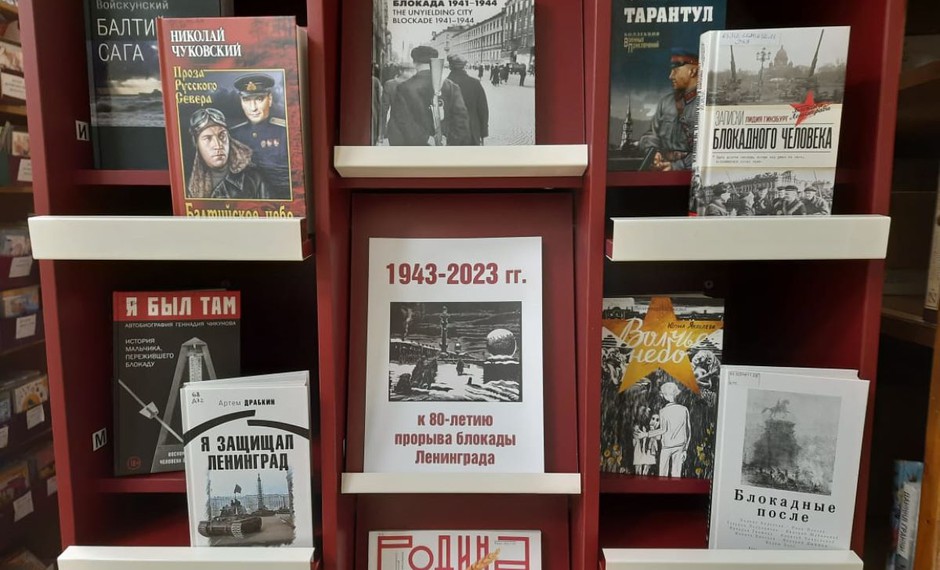 Войскунский
БАЛТИ
САГА
НИКОЛАЙ
ЧУКОВСКИЙ
Проза
Русского
Севера
Балтийское небо
БЛОКАДА 1941–1944
THE UNYIELDING CITY
BLOCKADE 1941–1944
ТАРАНТУЛ
ЗАПИСКИ
ЛИДИЯ ГИНЗБУРГ
БЛОКАДНОГО ЧЕЛОВЕКА
И
Я БЫЛ ТАМ
АВТОБИОГРАФИЯ ГЕННАДИЯ ЧИКУНОВА
ИСТОРИЯ
МАЛЬЧИКА,
ПЕРЕЖИВШЕГО
БЛОКАДУ
М
Артем ДРАБКИН
Я ЗАЩИЩАЛ
ЛЕНИНГРАД
1943-2023 гг.
к 80-летию
прорыва блокады
Ленинграда
Юлия Яковлева
Волчье
небо
Блокадные
после
РОДИН